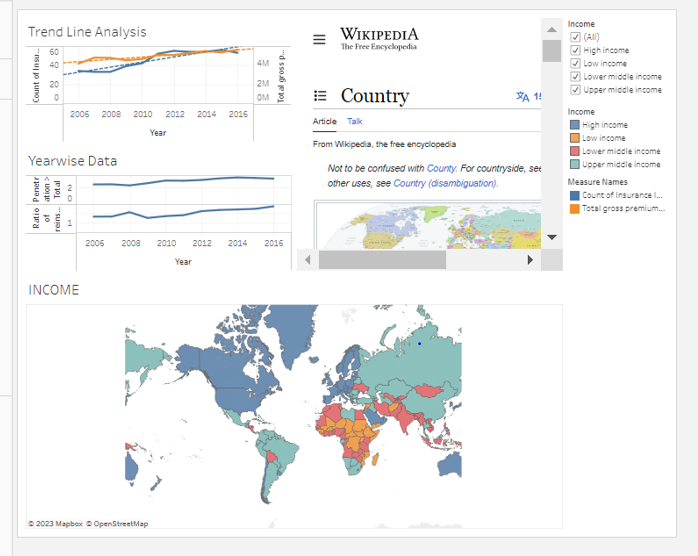 Trend Line Analysis
Count of Insu...
60
40
20
0
4M
2M
0M
Total gross p...
2006 2008 2010 2012 2014 2016
Year
Yearwise Data
Penetr
ation >
Total
2
0
Ratio
of
reins...
1
2006 2008 2010 2012 2014 2016
Year
WIKIPEDIA
The Free Encyclopedia
Country
Article Talk
From Wikipedia, the free encyclopedia
Not to be confused with County. For countryside, see
other uses, see Country (disambiguation).
Income
(All)
High income
Low income
Lower middle income
Upper middle income
Income
High income
Low income
Lower middle income
Upper middle income
Measure Names
Count of Insurance I...
Total gross premium...
INCOME
© 2023 Mapbox © OpenStreetMap